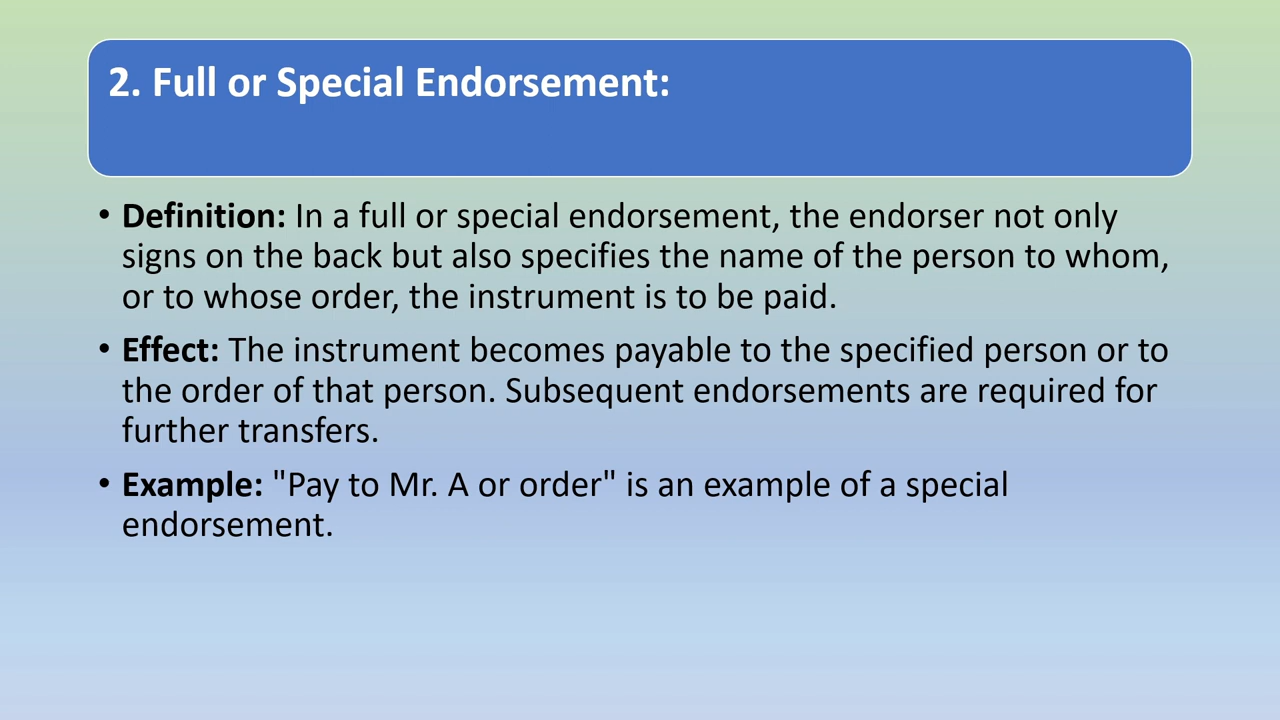 2. Full or Special Endorsement:
• Definition: In a full or special endorsement, the endorser not only
signs on the back but also specifies the name of the person to whom,
or to whose order, the instrument is to be paid.
• Effect: The instrument becomes payable to the specified person or to
the order of that person. Subsequent endorsements are required for
further transfers.
• Example: "Pay to Mr. A or order" is an example of a special
endorsement.